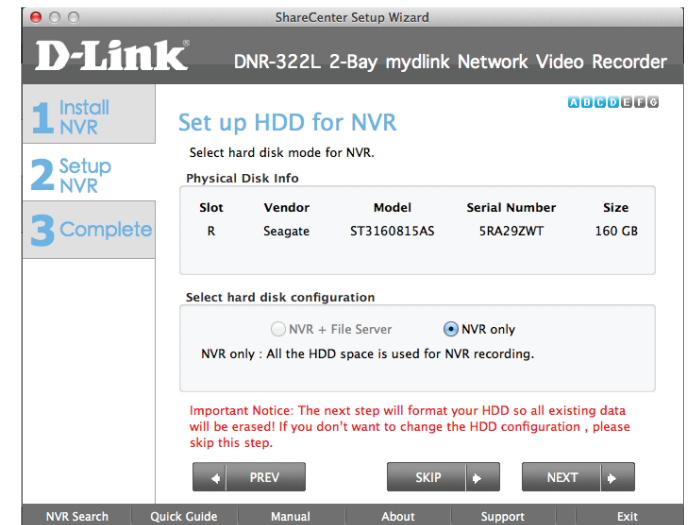 ShareCenter Setup Wizard
D-Link®
DNR-322L 2-Bay mydlink Network Video Recorder
1 Install NVR
2 Setup NVR
3 Complete
A B C D E F G
Set up HDD for NVR
Select hard disk mode for NVR.
Physical Disk Info
Slot Vendor Model Serial Number Size
R Seagate ST3160815AS 5RA29ZWT 160 GB
Select hard disk configuration
NVR + File Server NVR only
NVR only : All the HDD space is used for NVR recording.
Important Notice: The next step will format your HDD so all existing data
will be erased! If you don't want to change the HDD configuration , please
skip this step.
PREV SKIP NEXT
NVR Search Quick Guide Manual About Support Exit